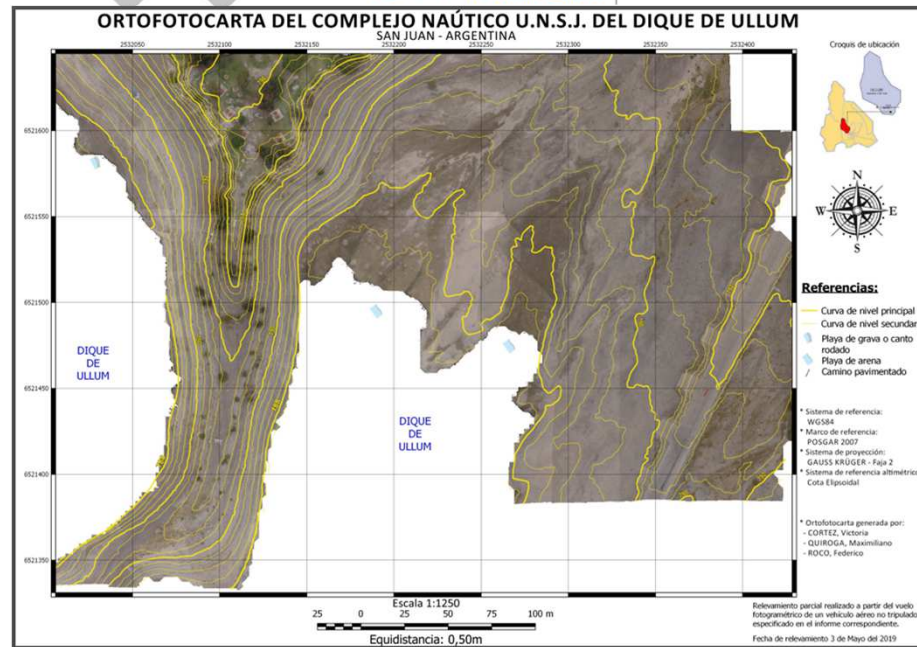 ORTOFOTOCARTA DEL COMPLEJO NAÚTICO U.N.S.J. DEL DIQUE DE ULLUM
SAN JUAN - ARGENTINA
2532050 2532100 2532150 2532200 2532250 2532300 2532350 2532400
6521600
6521550
6521500
6521450
6521400
6521350
DIQUE
DE
ULLUM
DIQUE
DE
ULLUM
Croquis de ubicación
N
W E
S
Referencias:
Curva de nivel principal
Curva de nivel secundar
Playa de grava o canto
rodado
Playa de arena
Camino pavimentado
* Sistema de referencia:
WGS84
* Marco de referencia:
POSGAR 2007
* Sistema de proyección:
GAUSS KRÜGER - Faja 2
* Sistema de referencia altimétric
Cota Elipsoidal
* Ortofotocarta generada por:
- CORTEZ, Victoria
- QUIROGA, Maximiliano
- ROCO, Federico
Escala 1:1250
25 0 25 50 75 100 m
Equidistancia: 0,50m
Relevamiento parcial realizado a partir del vuelo
fotogramétrico de un vehículo aéreo no tripulado
especificado en el informe correspondiente.
Fecha de relevamiento 3 de Mayo del 2019